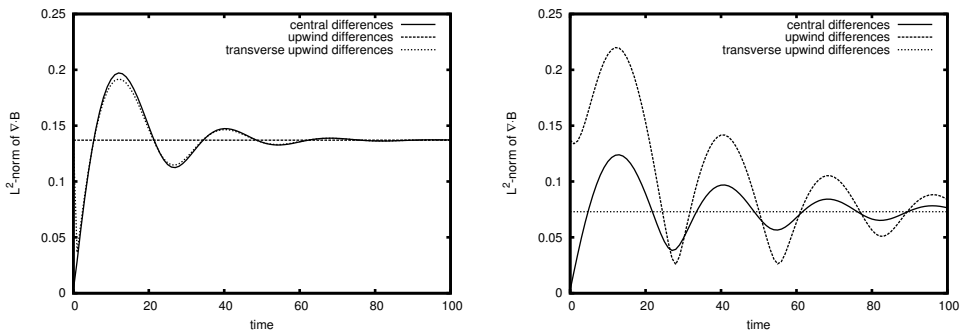 0.25
0.2
0.15
0.1
0.05
0
0 20 40 60 80 100
time
L²-norm of ∇·B
central differences
upwind differences
transverse upwind differences
0.25
0.2
0.15
0.1
0.05
0
0 20 40 60 80 100
time
L²-norm of ∇·B
central differences
upwind differences
transverse upwind differences